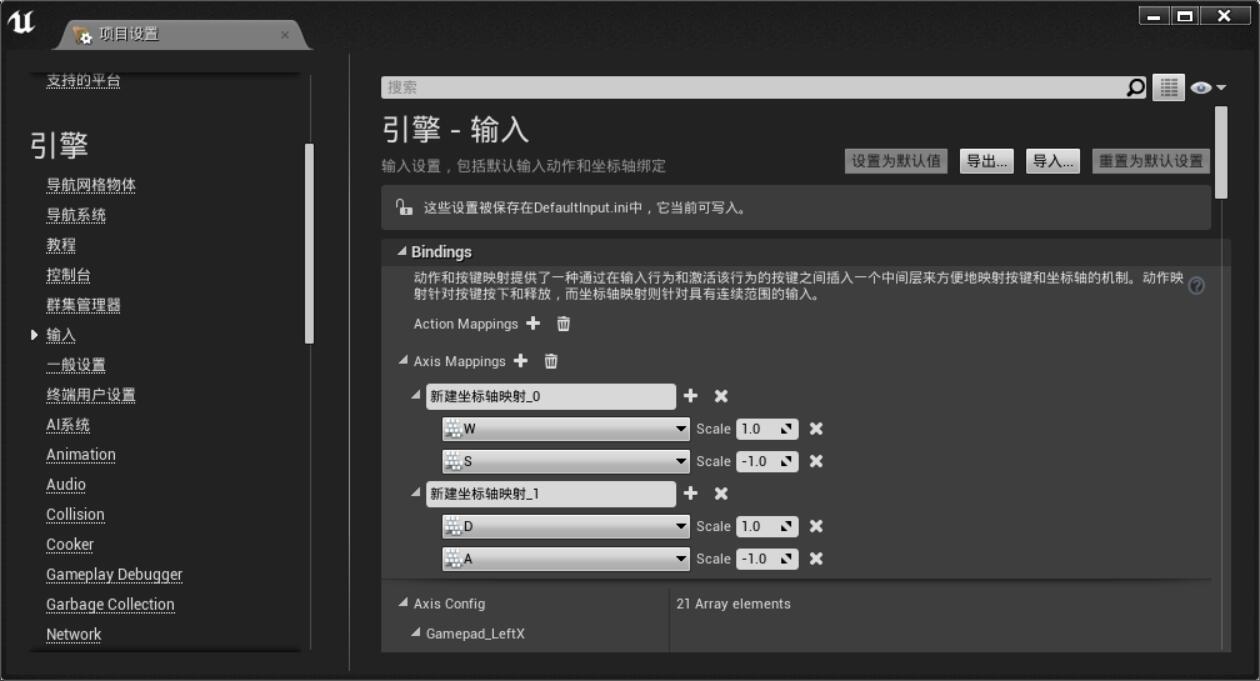 项目设置
支持的平台
引擎
导航网格物体
导航系统
教程
控制台
群集管理器
输入
一般设置
终端用户设置
AI系统
Animation
Audio
Collision
Cooker
Gameplay Debugger
Garbage Collection
Network
搜索
引擎 - 输入
输入设置，包括默认输入动作和坐标轴绑定
设置为默认值 导出... 导入... 重置为默认设置
这些设置被保存在DefaultInput.ini中，它当前可写入。
Bindings
动作和按键映射提供了一种通过在输入行为和激活该行为的按键之间插入一个中间层来方便地映射按键和坐标轴的机制。动作映
射针对按键按下和释放，而坐标轴映射则针对具有连续范围的输入。
Action Mappings
Axis Mappings
新建坐标轴映射_0
W Scale 1.0
S Scale -1.0
新建坐标轴映射_1
D Scale 1.0
A Scale -1.0
Axis Config 21 Array elements
Gamepad_LeftX